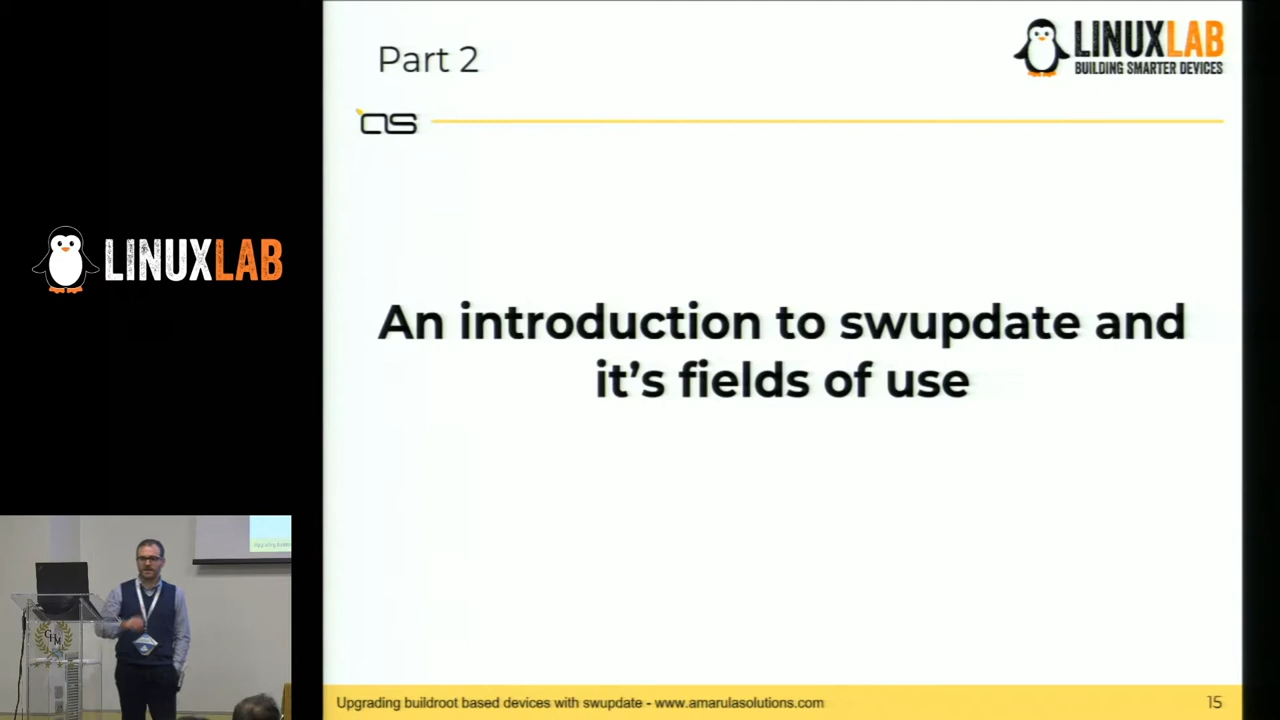 Part 2
LINUXLAB
BUILDING SMARTER DEVICES
as
LINUXLAB
An introduction to swupdate and
it's fields of use
GHM
Upgrading buildroot based devices with swupdate - www.amarulasolutions.com
15